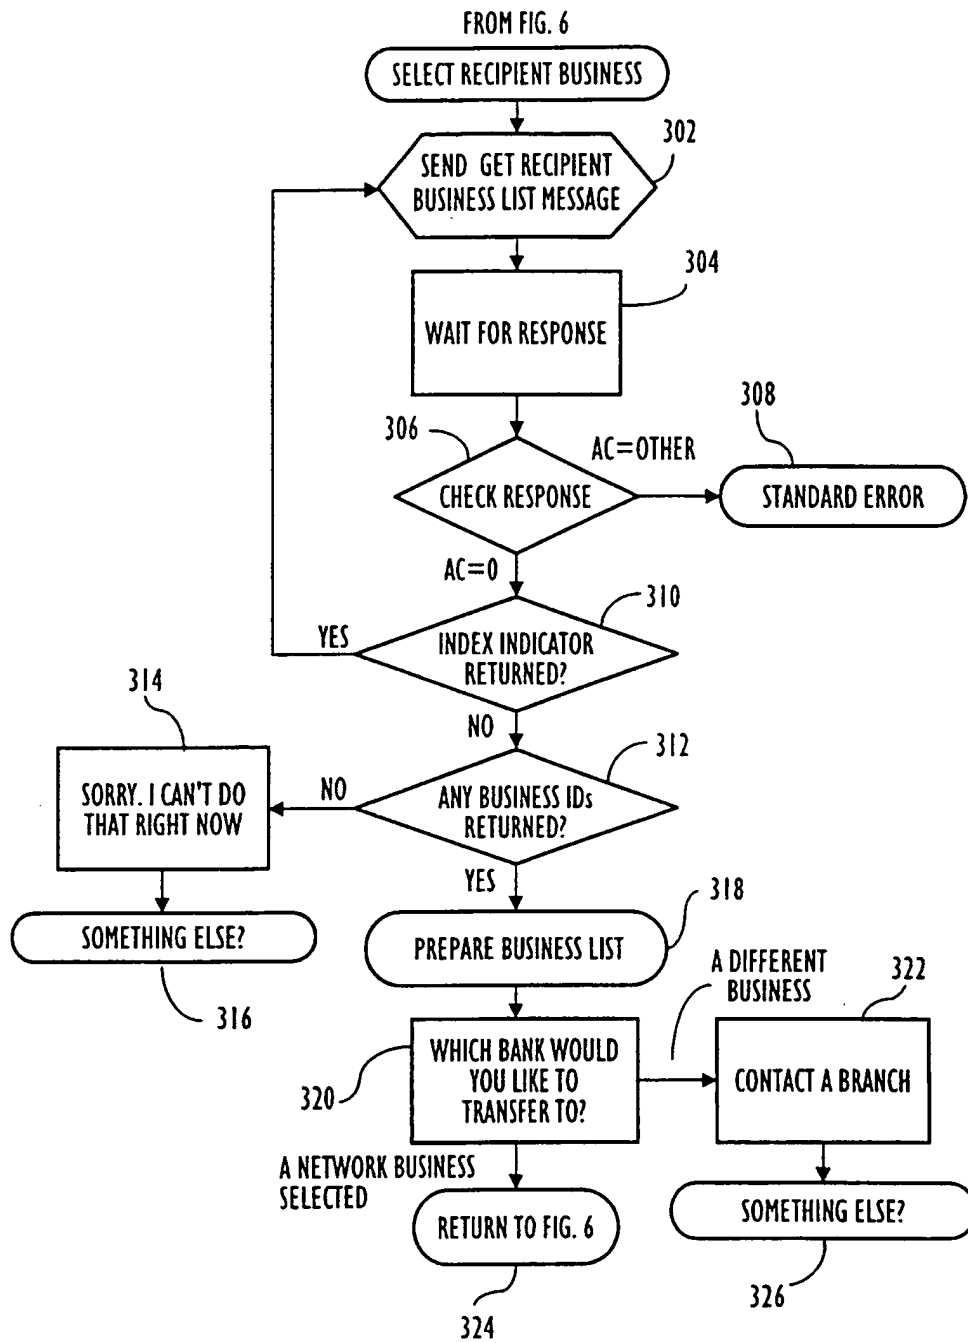 FROM FIG. 6
SELECT RECIPIENT BUSINESS
302
SEND GET RECIPIENT
BUSINESS LIST MESSAGE
304
WAIT FOR RESPONSE
306
CHECK RESPONSE
AC=OTHER
308
STANDARD ERROR
AC=0
310
YES
INDEX INDICATOR
RETURNED?
314
NO
312
SORRY. I CAN'T DO
THAT RIGHT NOW
NO
ANY BUSINESS IDs
RETURNED?
YES
318
SOMETHING ELSE?
316
PREPARE BUSINESS LIST
A DIFFERENT
BUSINESS
322
320
WHICH BANK WOULD
YOU LIKE TO
TRANSFER TO?
CONTACT A BRANCH
A NETWORK BUSINESS
SELECTED
RETURN TO FIG. 6
324
SOMETHING ELSE?
326